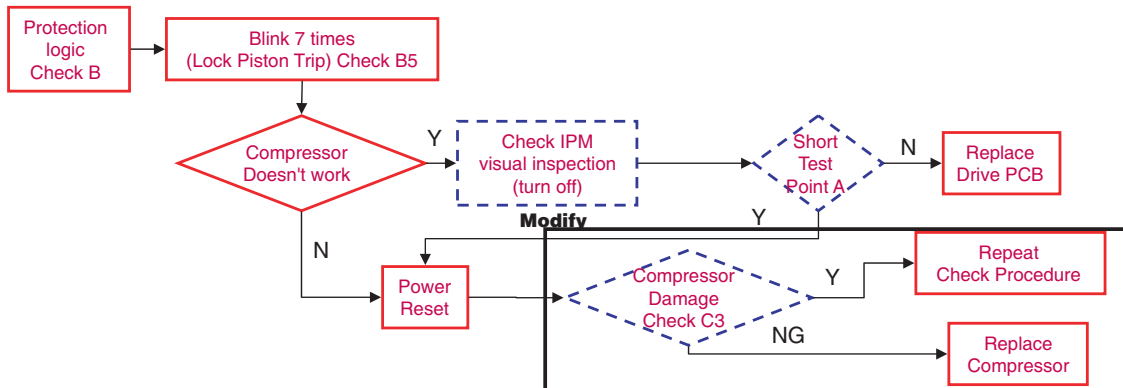 Protection
logic
Check B
Blink 7 times
(Lock Piston Trip) Check B5
Compressor
Doesn't work
Y
Check IPM
visual inspection
(turn off)
Short
Test
Point A
N
Replace
Drive PCB
Y
Modify
N
Power
Reset
Compressor
Damage
Check C3
Y
Repeat
Check Procedure
NG
Replace
Compressor